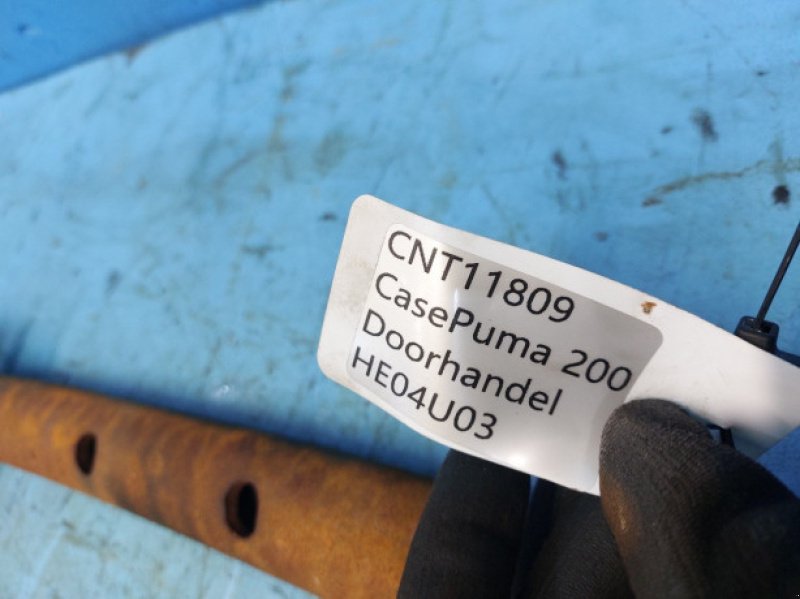 CNT11809
CasePuma 200
Doorhandel
HE04U03